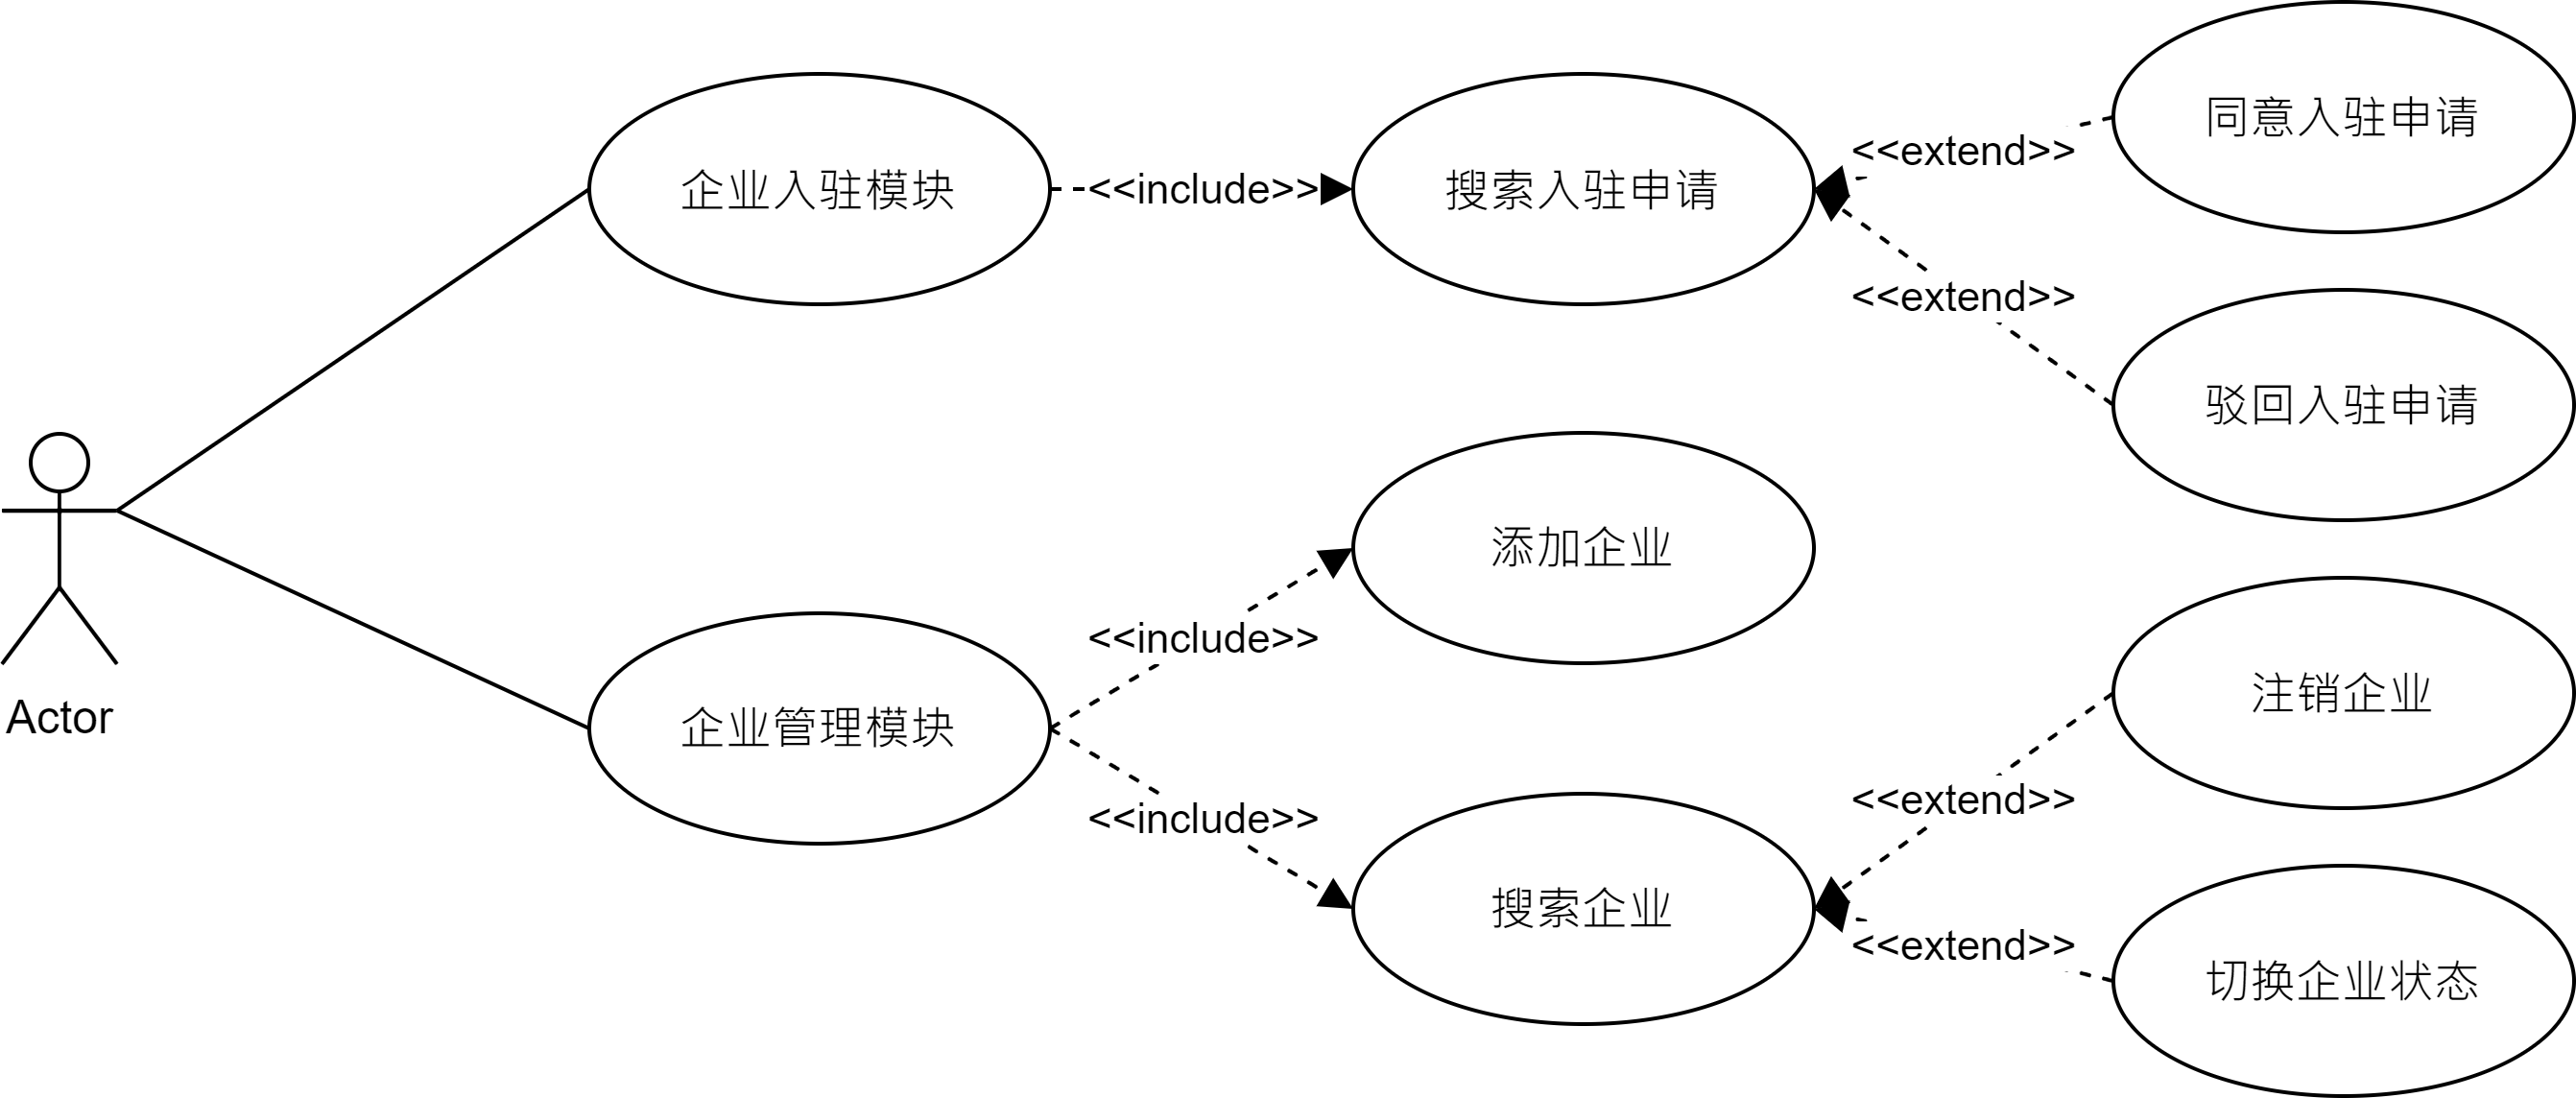 同意入驻申请
<<extend>>
企业入驻模块
<<include>>
搜索入驻申请
<<extend>>
驳回入驻申请
添加企业
<<include>>
注销企业
Actor
企业管理模块
<<extend>>
<<include>>
搜索企业
<<extend>>
切换企业状态